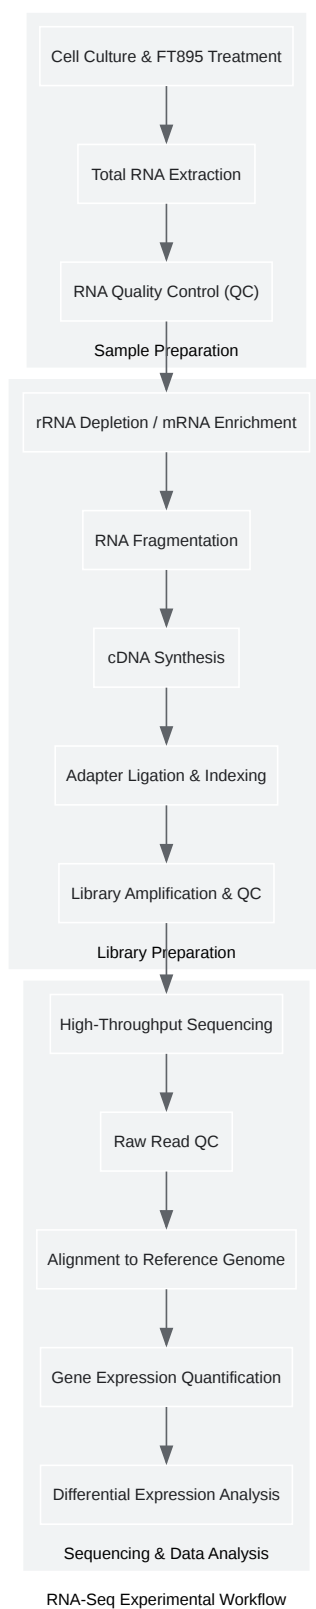 Cell Culture & FT895 Treatment
Total RNA Extraction
RNA Quality Control (QC)
Sample Preparation
rRNA Depletion / mRNA Enrichment
RNA Fragmentation
cDNA Synthesis
Adapter Ligation & Indexing
Library Amplification & QC
Library Preparation
High-Throughput Sequencing
Raw Read QC
Alignment to Reference Genome
Gene Expression Quantification
Differential Expression Analysis
Sequencing & Data Analysis
RNA-Seq Experimental Workflow